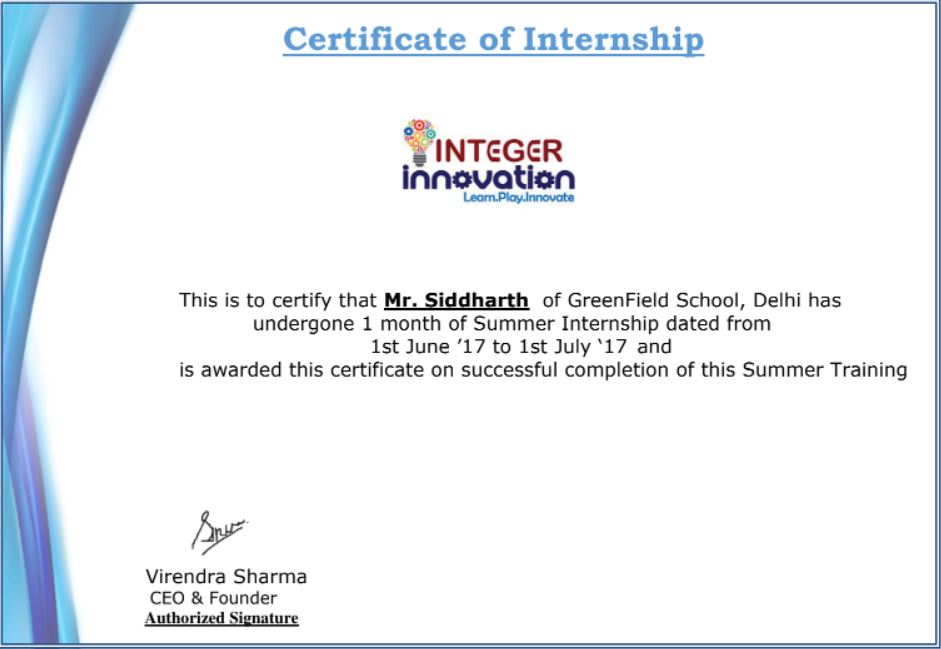 Certificate of Internship
INTEGER
innovation
Learn.Play.Innovate
This is to certify that Mr. Siddharth of GreenField School, Delhi has
undergone 1 month of Summer Internship dated from
1st June ’17 to 1st July ‘17 and
is awarded this certificate on successful completion of this Summer Training
Virendra Sharma
CEO & Founder
Authorized Signature